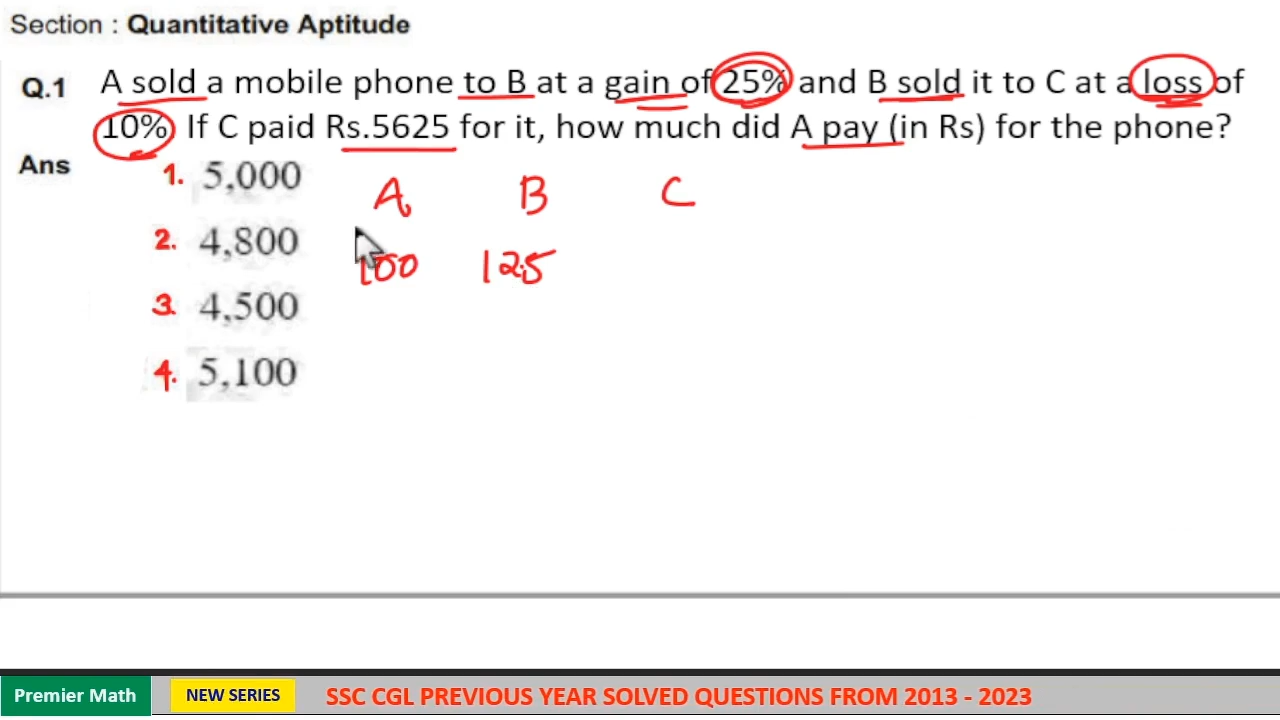 Section : Quantitative Aptitude
Q.1 A sold a mobile phone to B at a gain of 25% and B sold it to C at a loss of
10% If C paid Rs.5625 for it, how much did A pay (in Rs) for the phone?
Ans
1. 5,000
A B C
2. 4,800
100 125
3. 4,500
4. 5,100
Premier Math NEW SERIES SSC CGL PREVIOUS YEAR SOLVED QUESTIONS FROM 2013 - 2023